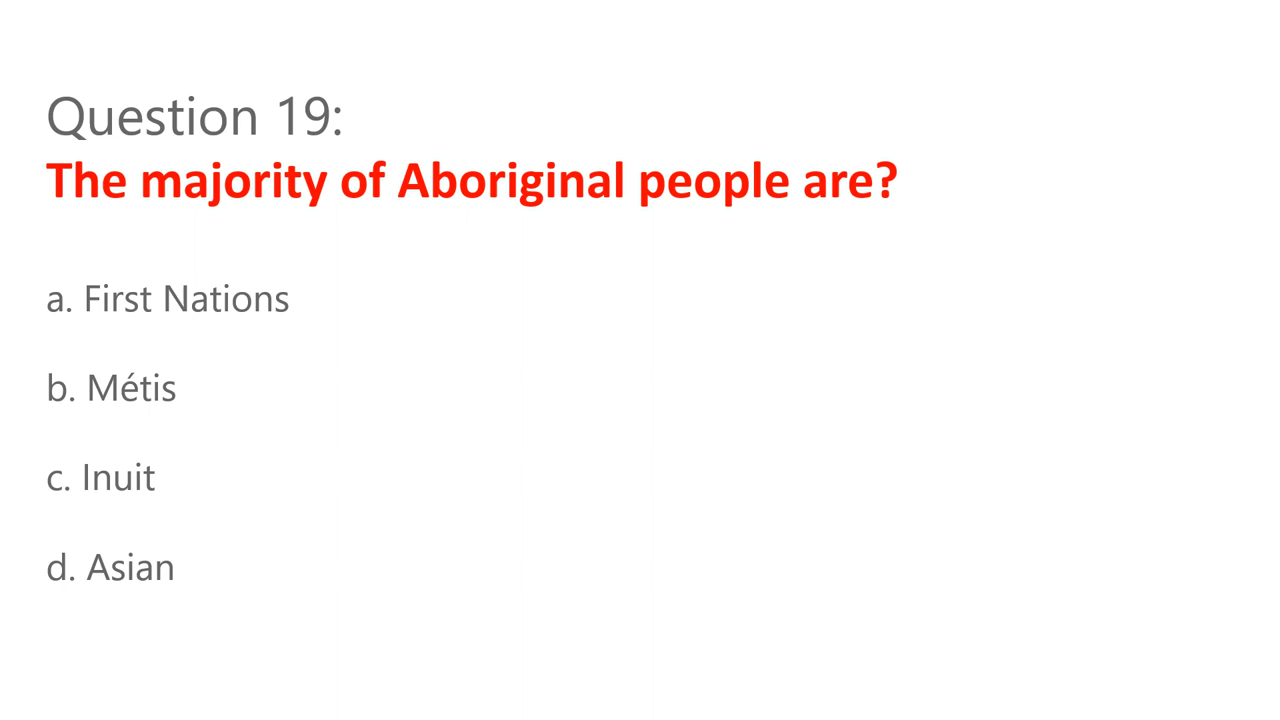 Question 19:
The majority of Aboriginal people are?
a. First Nations
b. Métis
c. Inuit
d. Asian